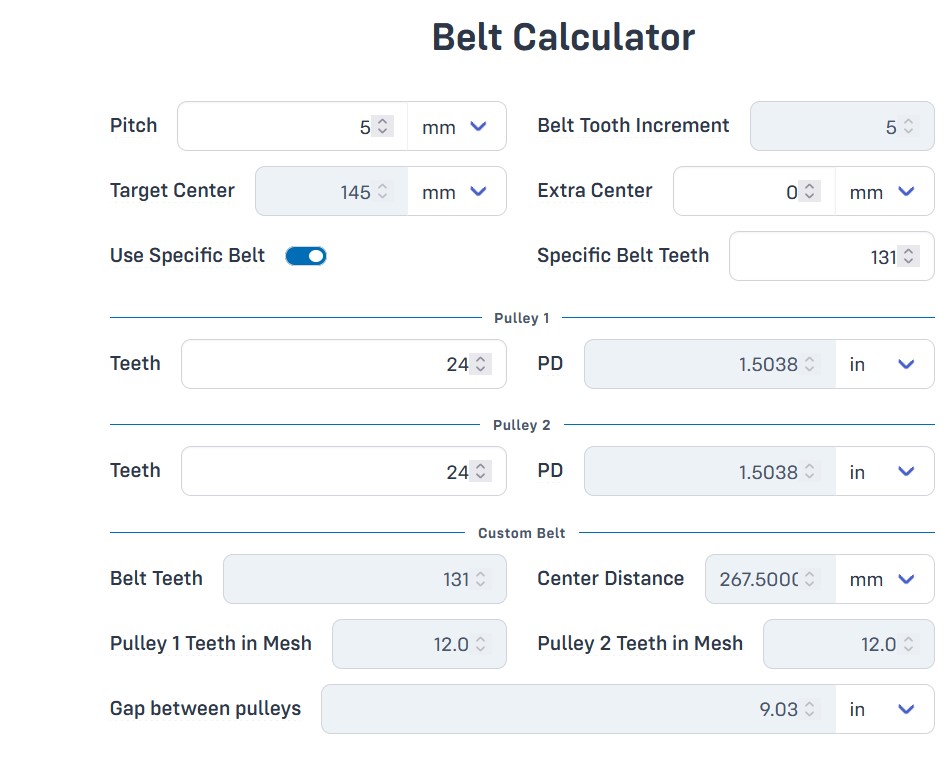 Belt Calculator
Pitch 5 mm Belt Tooth Increment 5
Target Center 145 mm Extra Center 0 mm
Use Specific Belt Specific Belt Teeth 131
Pulley 1
Teeth 24 PD 1.5038 in
Pulley 2
Teeth 24 PD 1.5038 in
Custom Belt
Belt Teeth 131 Center Distance 267.5000 mm
Pulley 1 Teeth in Mesh 12.0 Pulley 2 Teeth in Mesh 12.0
Gap between pulleys 9.03 in